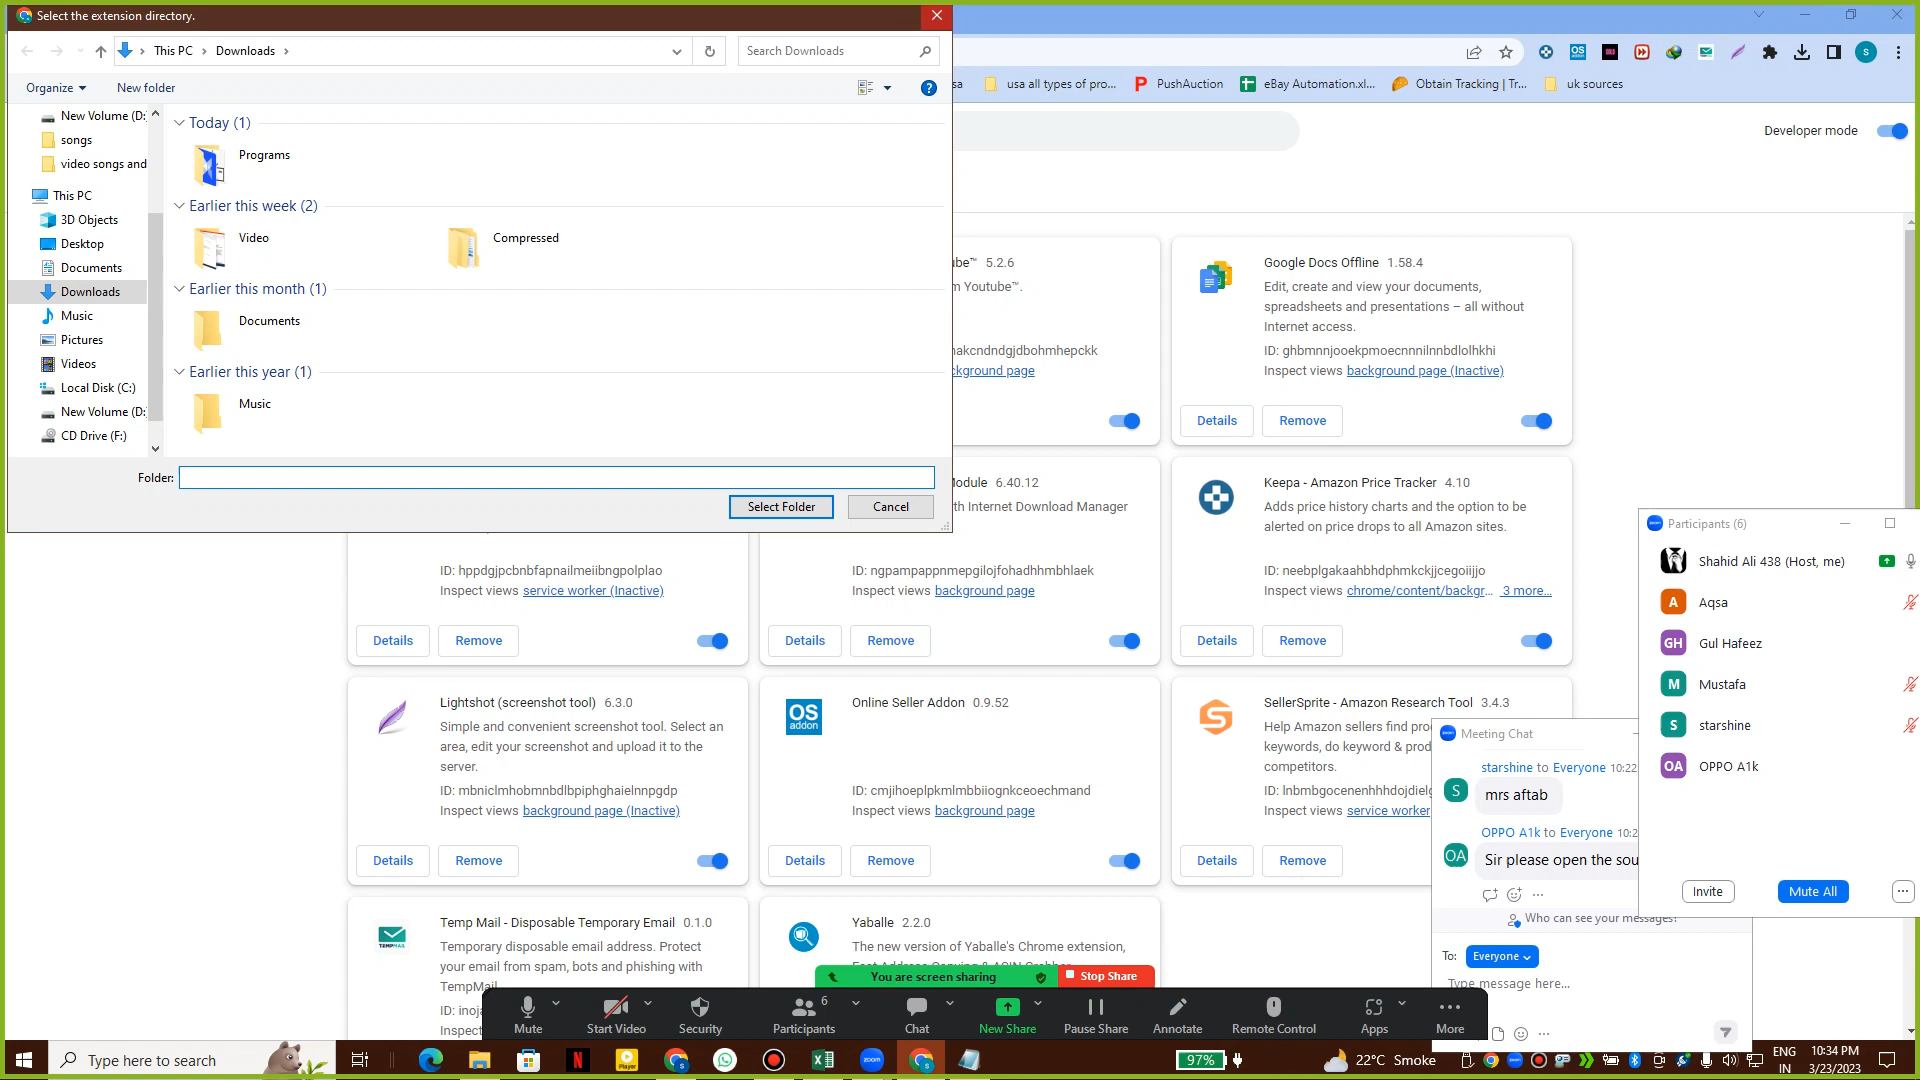 Select the extension directory.
This PC > Downloads >
Search Downloads
Organize
New folder
New Volume (D:
songs
video songs and
This PC
3D Objects
Desktop
Documents
Downloads
Music
Pictures
Videos
Local Disk (C:)
New Volume (D:
CD Drive (F:)
Today (1)
Programs
Earlier this week (2)
Video
Compressed
Earlier this month (1)
Documents
Earlier this year (1)
Music
Folder:
Select Folder
Cancel
sa
usa all types of pro...
PushAuction
eBay Automation.xl...
Obtain Tracking | Tr...
uk sources
Developer mode
ube™ 5.2.6
m Youtube™.
nakcndndgjdbohmhepckk
ckground page
Google Docs Offline 1.58.4
Edit, create and view your documents,
spreadsheets and presentations – all without
Internet access.
ID: ghbmnnjooekpmoecnnnilnnbdlolhkhi
Inspect views background page (Inactive)
Details
Remove
ID: hppdgjpcbnbfapnailmeiibngpolplao
Inspect views service worker (Inactive)
Details
Remove
Module 6.40.12
th Internet Download Manager
ID: ngpampappnmepgilojfohadhhmbhlaek
Inspect views background page
Details
Remove
Keepa - Amazon Price Tracker 4.10
Adds price history charts and the option to be
alerted on price drops to all Amazon sites.
ID: neebplgakaahbhdphmkckjjcegoiijjo
Inspect views chrome/content/backgr... 3 more...
Details
Remove
Lightshot (screenshot tool) 6.3.0
Simple and convenient screenshot tool. Select an
area, edit your screenshot and upload it to the
server.
ID: mbniclmhobmnbdlbpiphghaielnnpgdp
Inspect views background page (Inactive)
Details
Remove
OS
addon
Online Seller Addon 0.9.52
ID: cmjihoeplpkmlmbbiiognkceoechmand
Inspect views background page
Details
Remove
SellerSprite - Amazon Research Tool 3.4.3
Help Amazon sellers find pro
keywords, do keyword & prod
competitors.
ID: lnbmbgocenenhhhdojdielg
Inspect views service worker
Details
Remove
TEMPMAIL
Temp Mail - Disposable Temporary Email 0.1.0
Temporary disposable email address. Protect
your email from spam, bots and phishing with
TempMail
ID: inoja
Inspect
Yaballe 2.2.0
The new version of Yaballe's Chrome extension,
Participants (6)
Shahid Ali 438 (Host, me)
A Aqsa
GH Gul Hafeez
M Mustafa
S starshine
OA OPPO A1k
Invite
Mute All
Meeting Chat
starshine to Everyone 10:22
S mrs aftab
OPPO A1k to Everyone 10:2
OA Sir please open the sou
Who can see your messages?
To: Everyone
Type message here...
You are screen sharing
Stop Share
Mute
Start Video
Security
6
Participants
Chat
New Share
Pause Share
Annotate
Remote Control
Apps
More
Type here to search
zoom
97%
22°C Smoke
ENG
IN
10:34 PM
3/23/2023